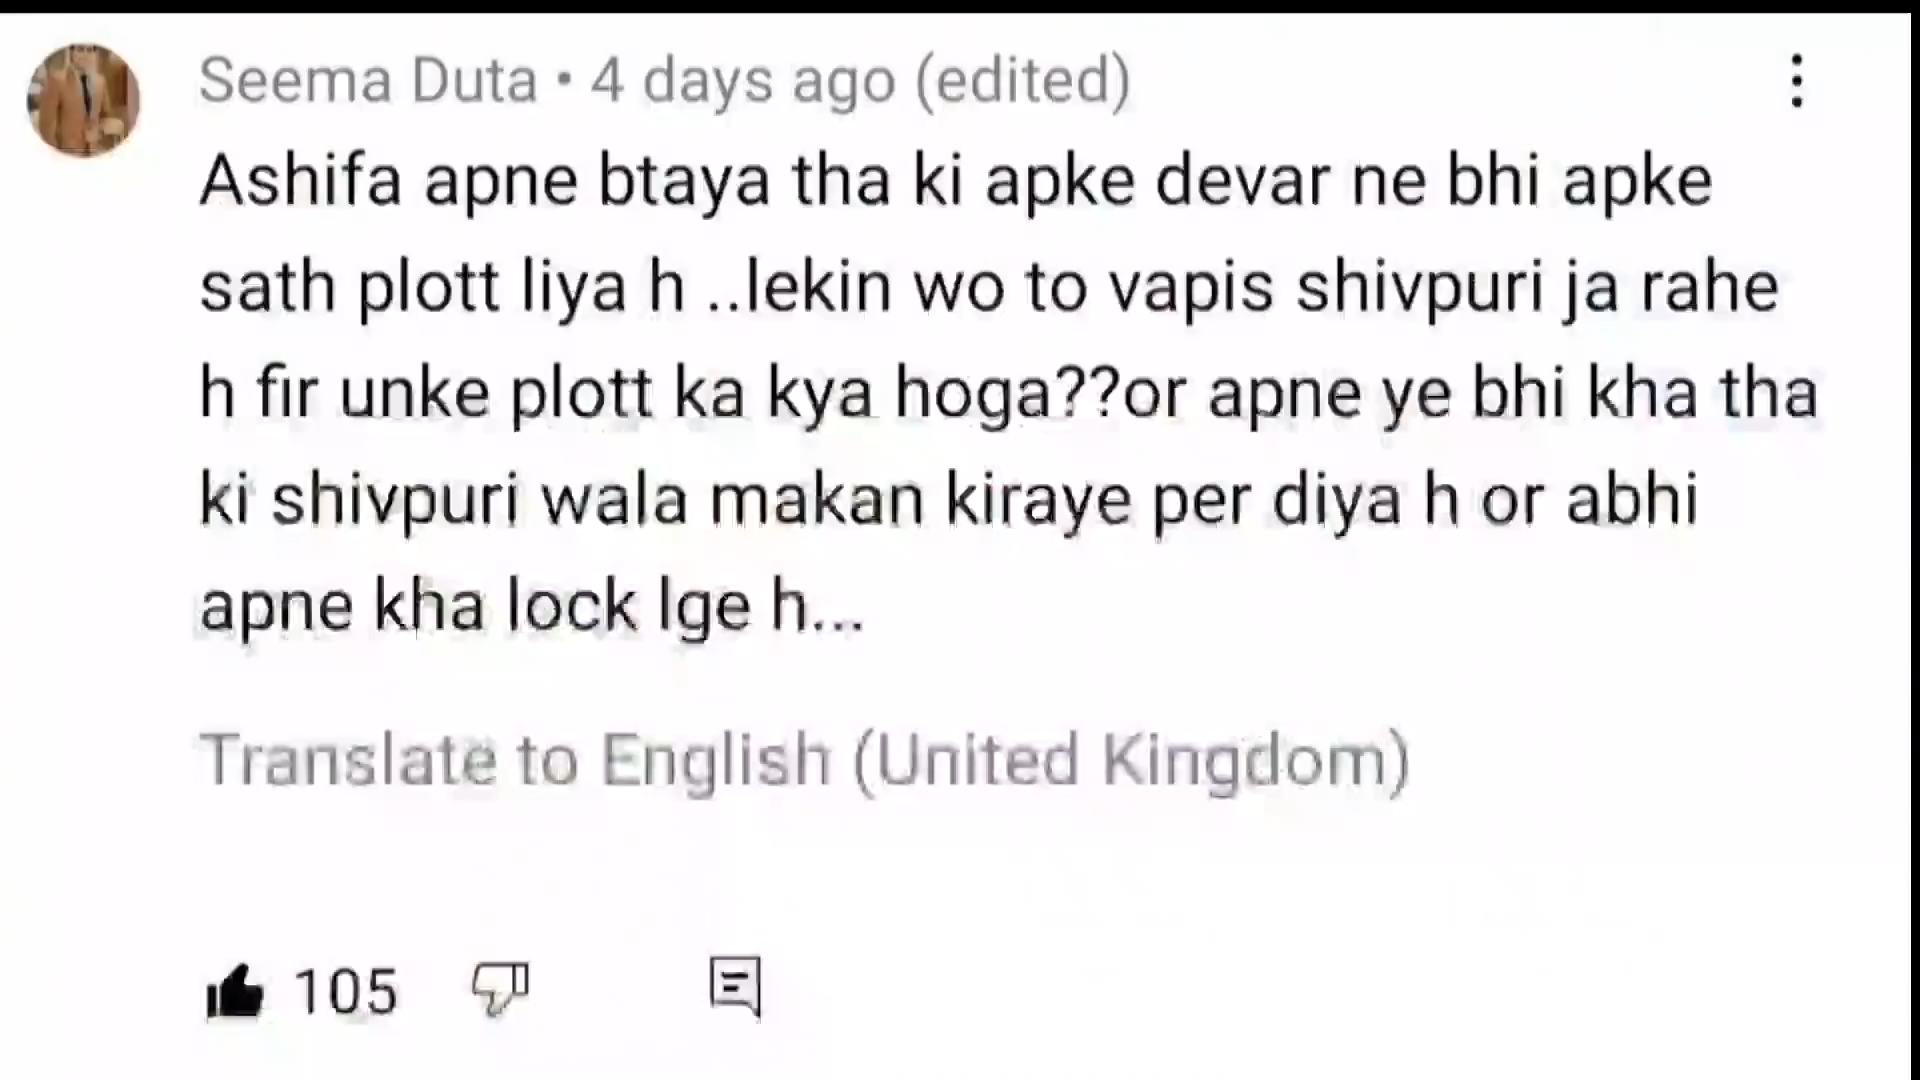 Seema Duta • 4 days ago (edited)
Ashifa apne btaya tha ki apke devar ne bhi apke
sath plott liya h ..lekin wo to vapis shivpuri ja rahe
h fir unke plott ka kya hoga??or apne ye bhi kha tha
ki shivpuri wala makan kiraye per diya h or abhi
apne kha lock lge h...
Translate to English (United Kingdom)
105